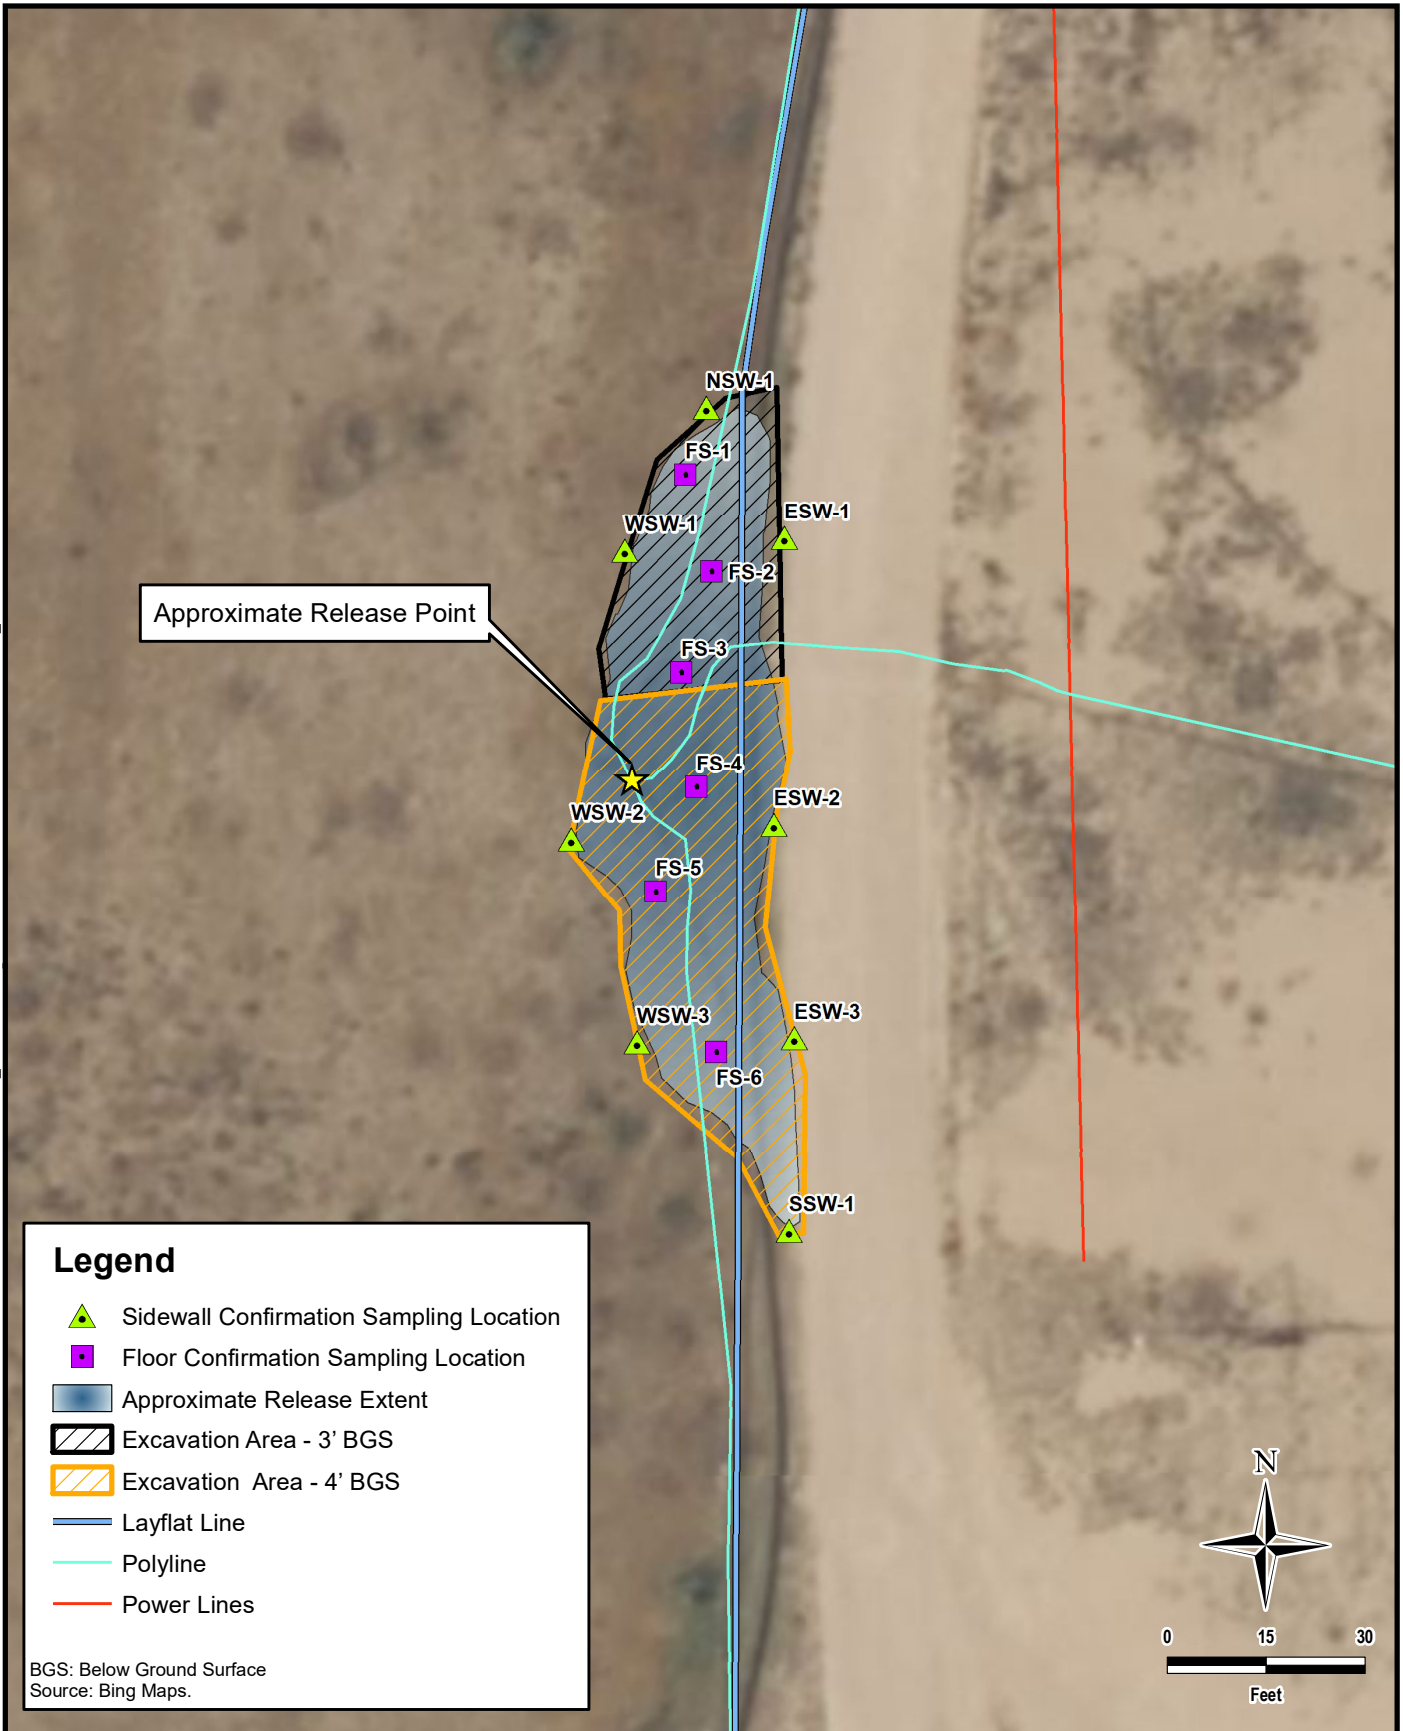 NSW-1
FS-1
ESW-1
WSW-1
FS-2
Approximate Release Point
FS-3
FS-4
ESW-2
WSW-2
FS-5
ESW-3
WSW-3
FS-6
SSW-1
Legend
Sidewall Confirmation Sampling Location
Floor Confirmation Sampling Location
Approximate Release Extent
Excavation Area - 3' BGS
Excavation Area - 4' BGS
Layflat Line
Polyline
Power Lines
BGS: Below Ground Surface
Source: Bing Maps.
N
0 15 30
Feet